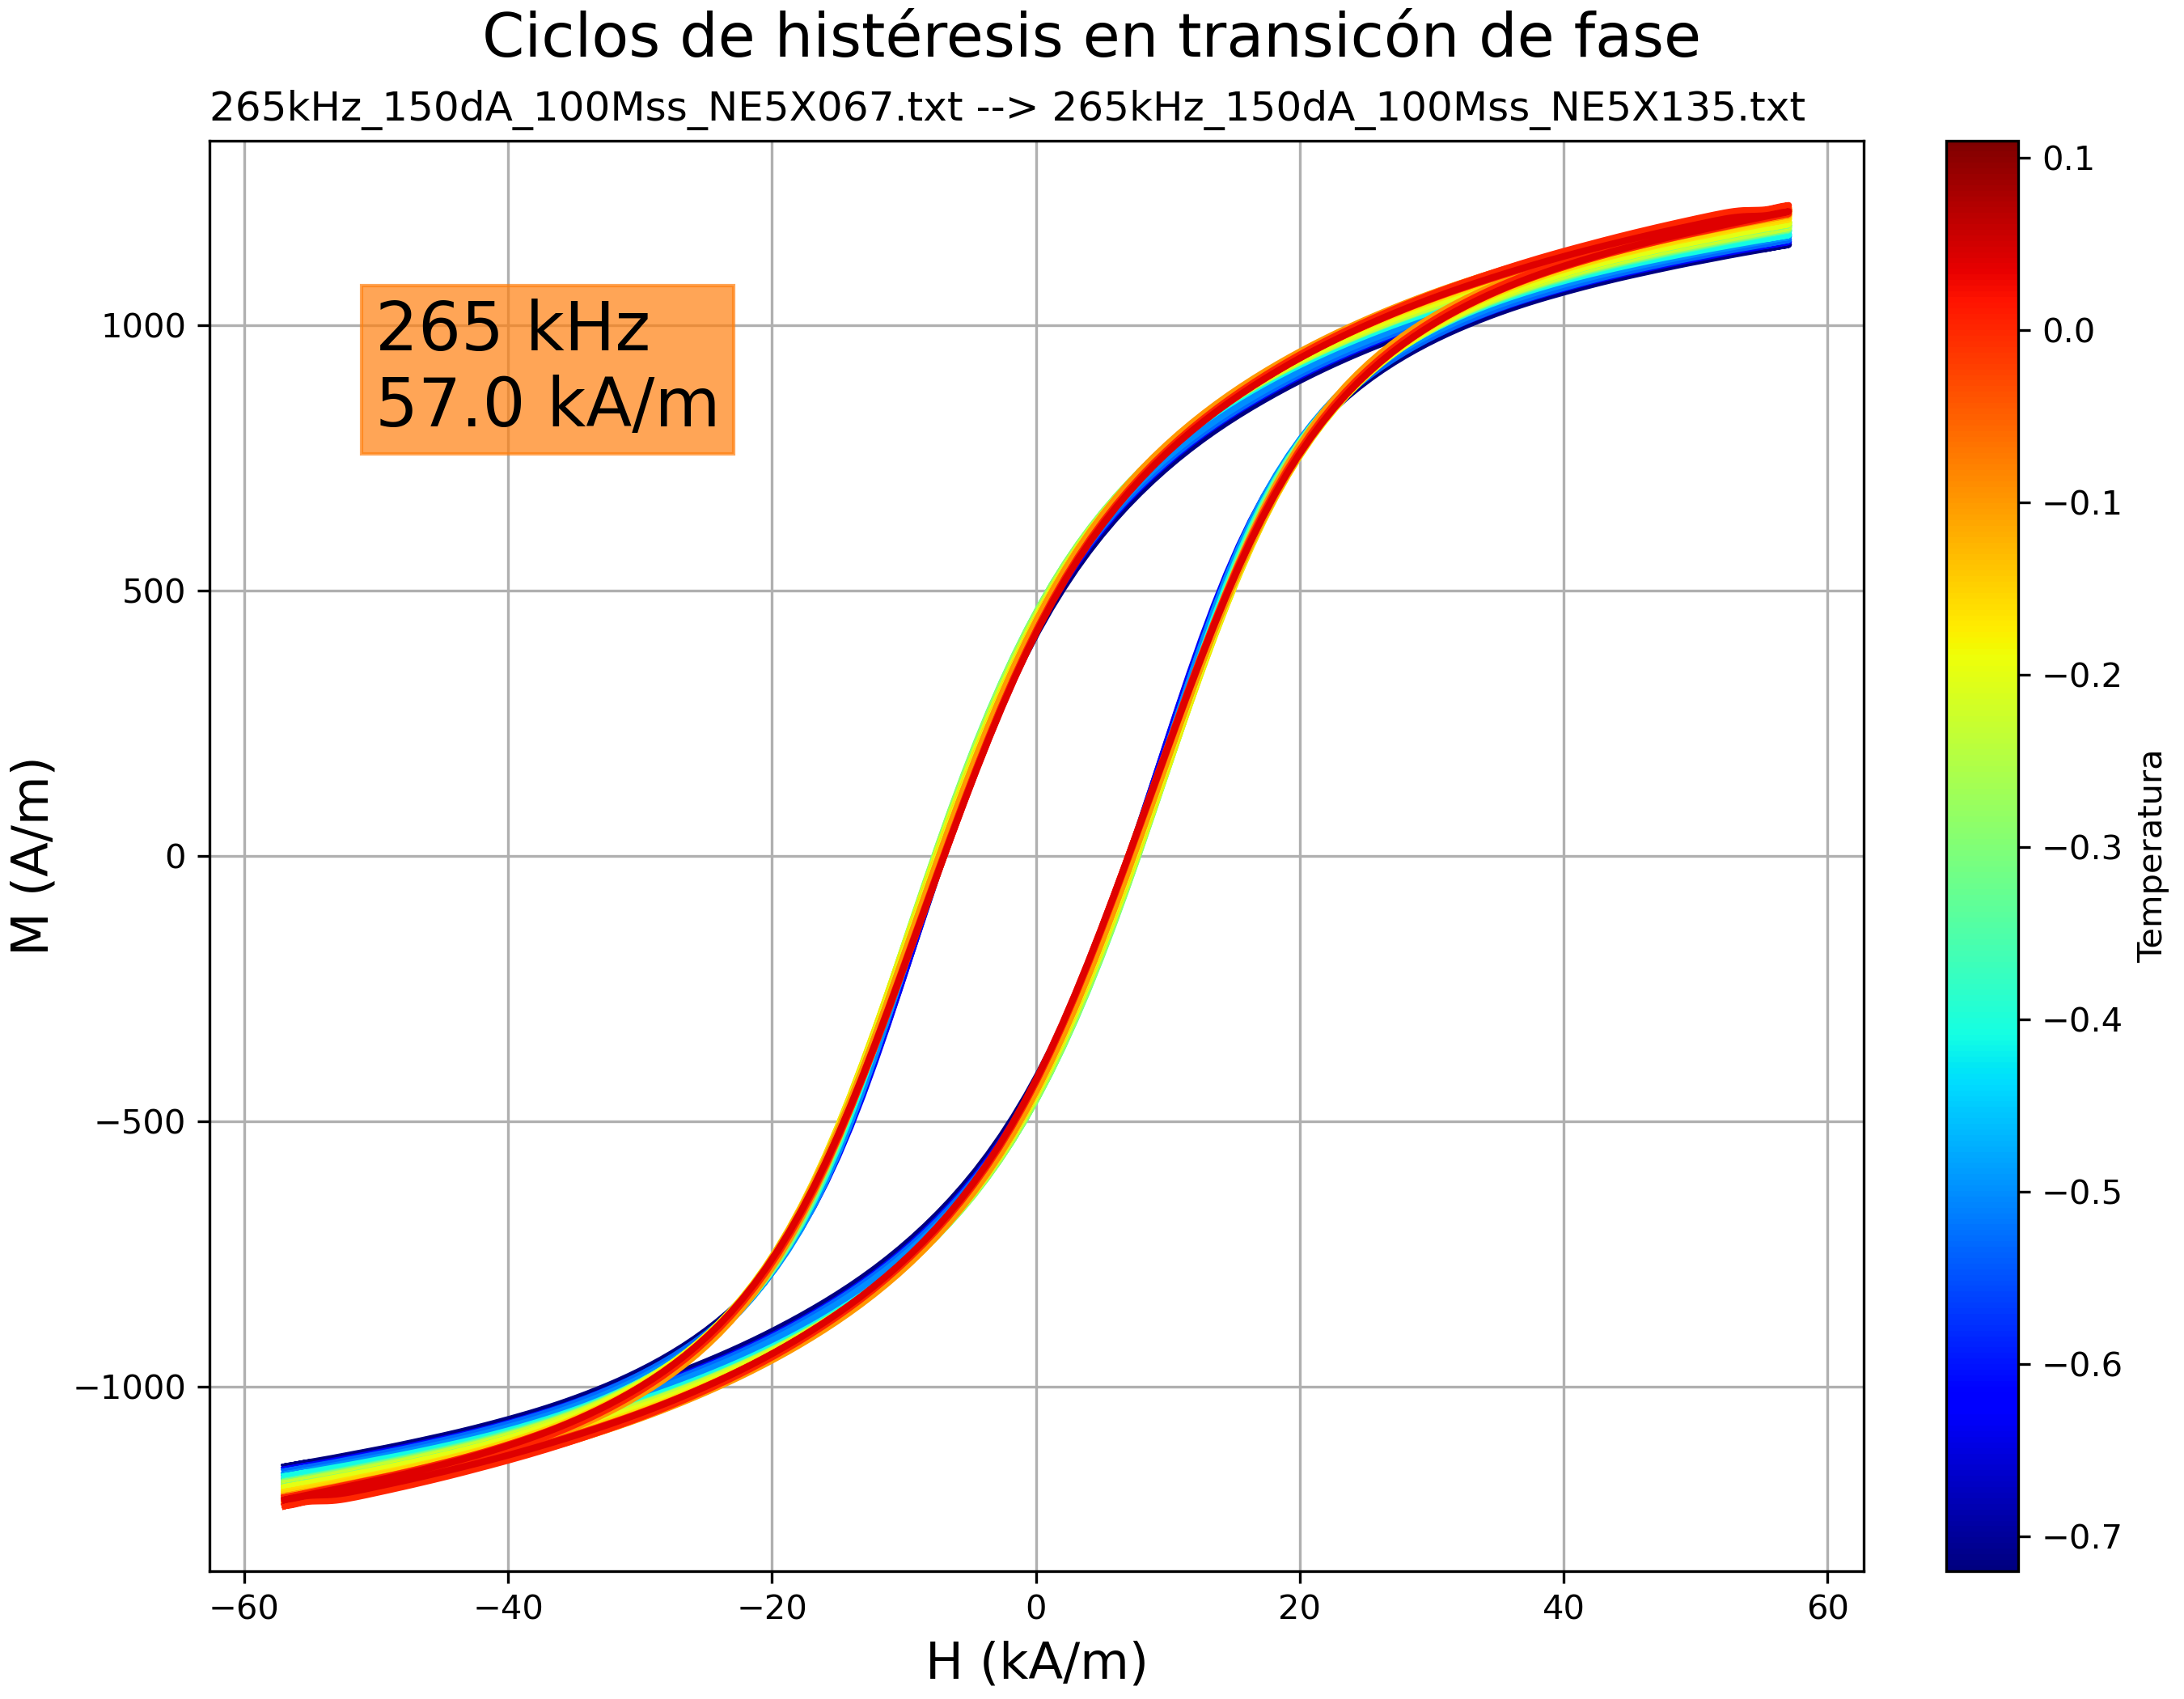 Ciclos de histéresis en transicón de fase
265kHz_150dA_100Mss_NE5X067.txt --> 265kHz_150dA_100Mss_NE5X135.txt
265 kHz
57.0 kA/m
M (A/m)
1000
500
0
−500
−1000
−60 −40 −20 0 20 40 60
H (kA/m)
0.1
0.0
−0.1
−0.2
−0.3
−0.4
−0.5
−0.6
−0.7
Temperatura